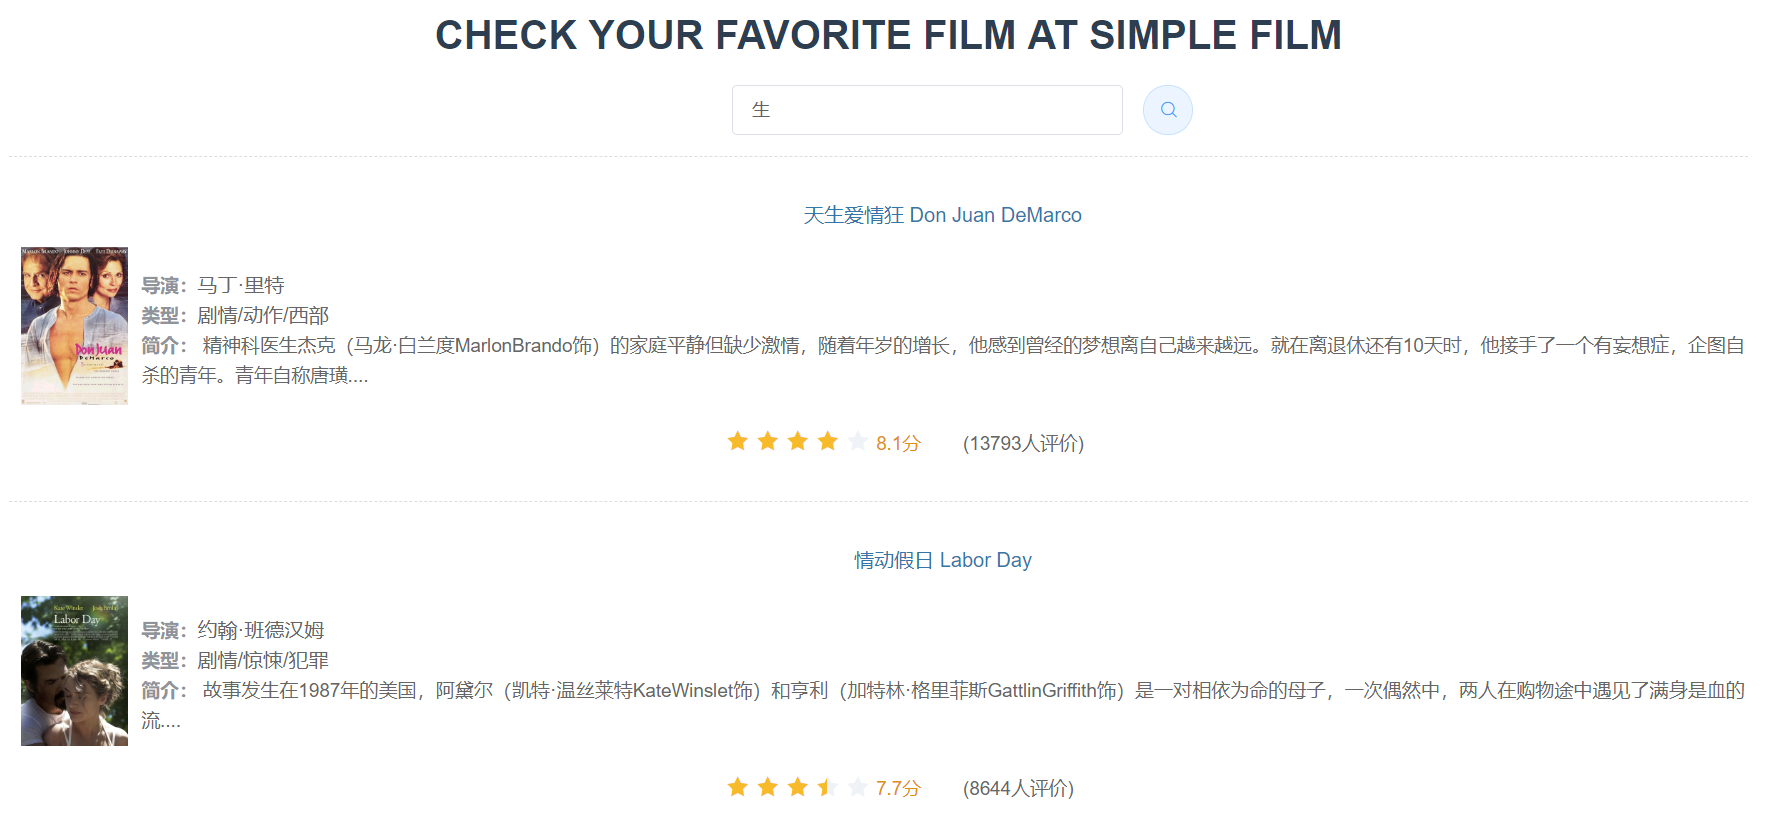 CHECK YOUR FAVORITE FILM AT SIMPLE FILM
生
天生爱情狂 Don Juan DeMarco
导演：马丁·里特
类型：剧情/动作/西部
简介： 精神科医生杰克（马龙·白兰度MarlonBrando饰）的家庭平静但缺少激情，随着年岁的增长，他感到曾经的梦想离自己越来越远。就在离退休还有10天时，他接手了一个有妄想症，企图自
杀的青年。青年自称唐璜....
Don Juan
DeMarco
8.1分 (13793人评价)
情动假日 Labor Day
Labor Day
导演：约翰·班德汉姆
类型：剧情/惊悚/犯罪
简介： 故事发生在1987年的美国，阿黛尔（凯特·温丝莱特KateWinslet饰）和亨利（加特林·格里菲斯GattlinGriffith饰）是一对相依为命的母子，一次偶然中，两人在购物途中遇见了满身是血的
流....
7.7分 (8644人评价)